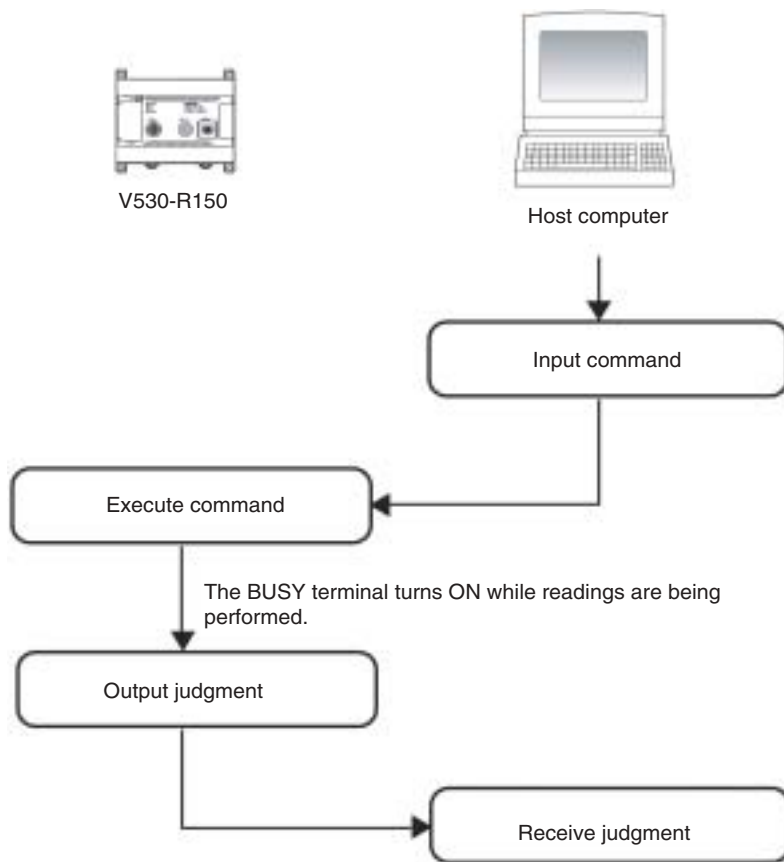 V530-R150
Host computer
Input command
Execute command
The BUSY terminal turns ON while readings are being
performed.
Output judgment
Receive judgment